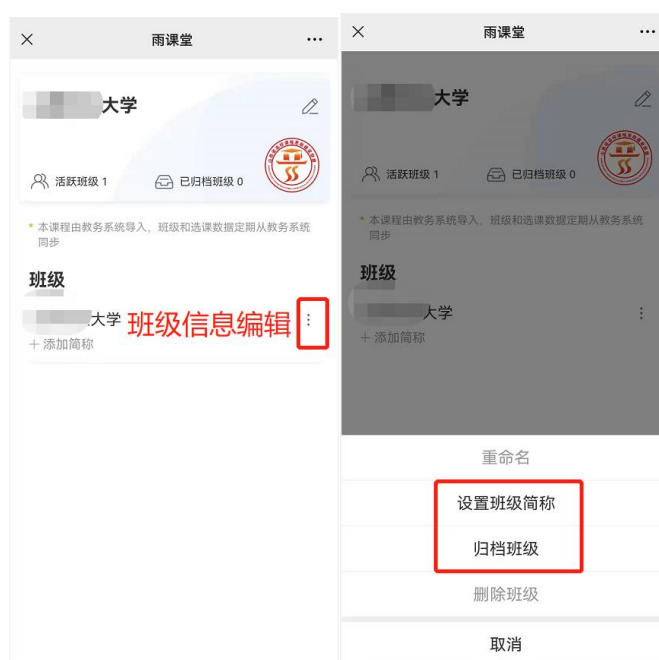 雨课堂
大学
活跃班级 1
已归档班级 0
* 本课程由教务系统导入，班级和选课数据定期从教务系统
同步
班级
大学
班级信息编辑
+ 添加简称
雨课堂
大学
活跃班级 1
已归档班级 0
* 本课程由教务系统导入，班级和选课数据定期从教务系统
同步
班级
大学
+ 添加简称
重命名
设置班级简称
归档班级
删除班级
取消